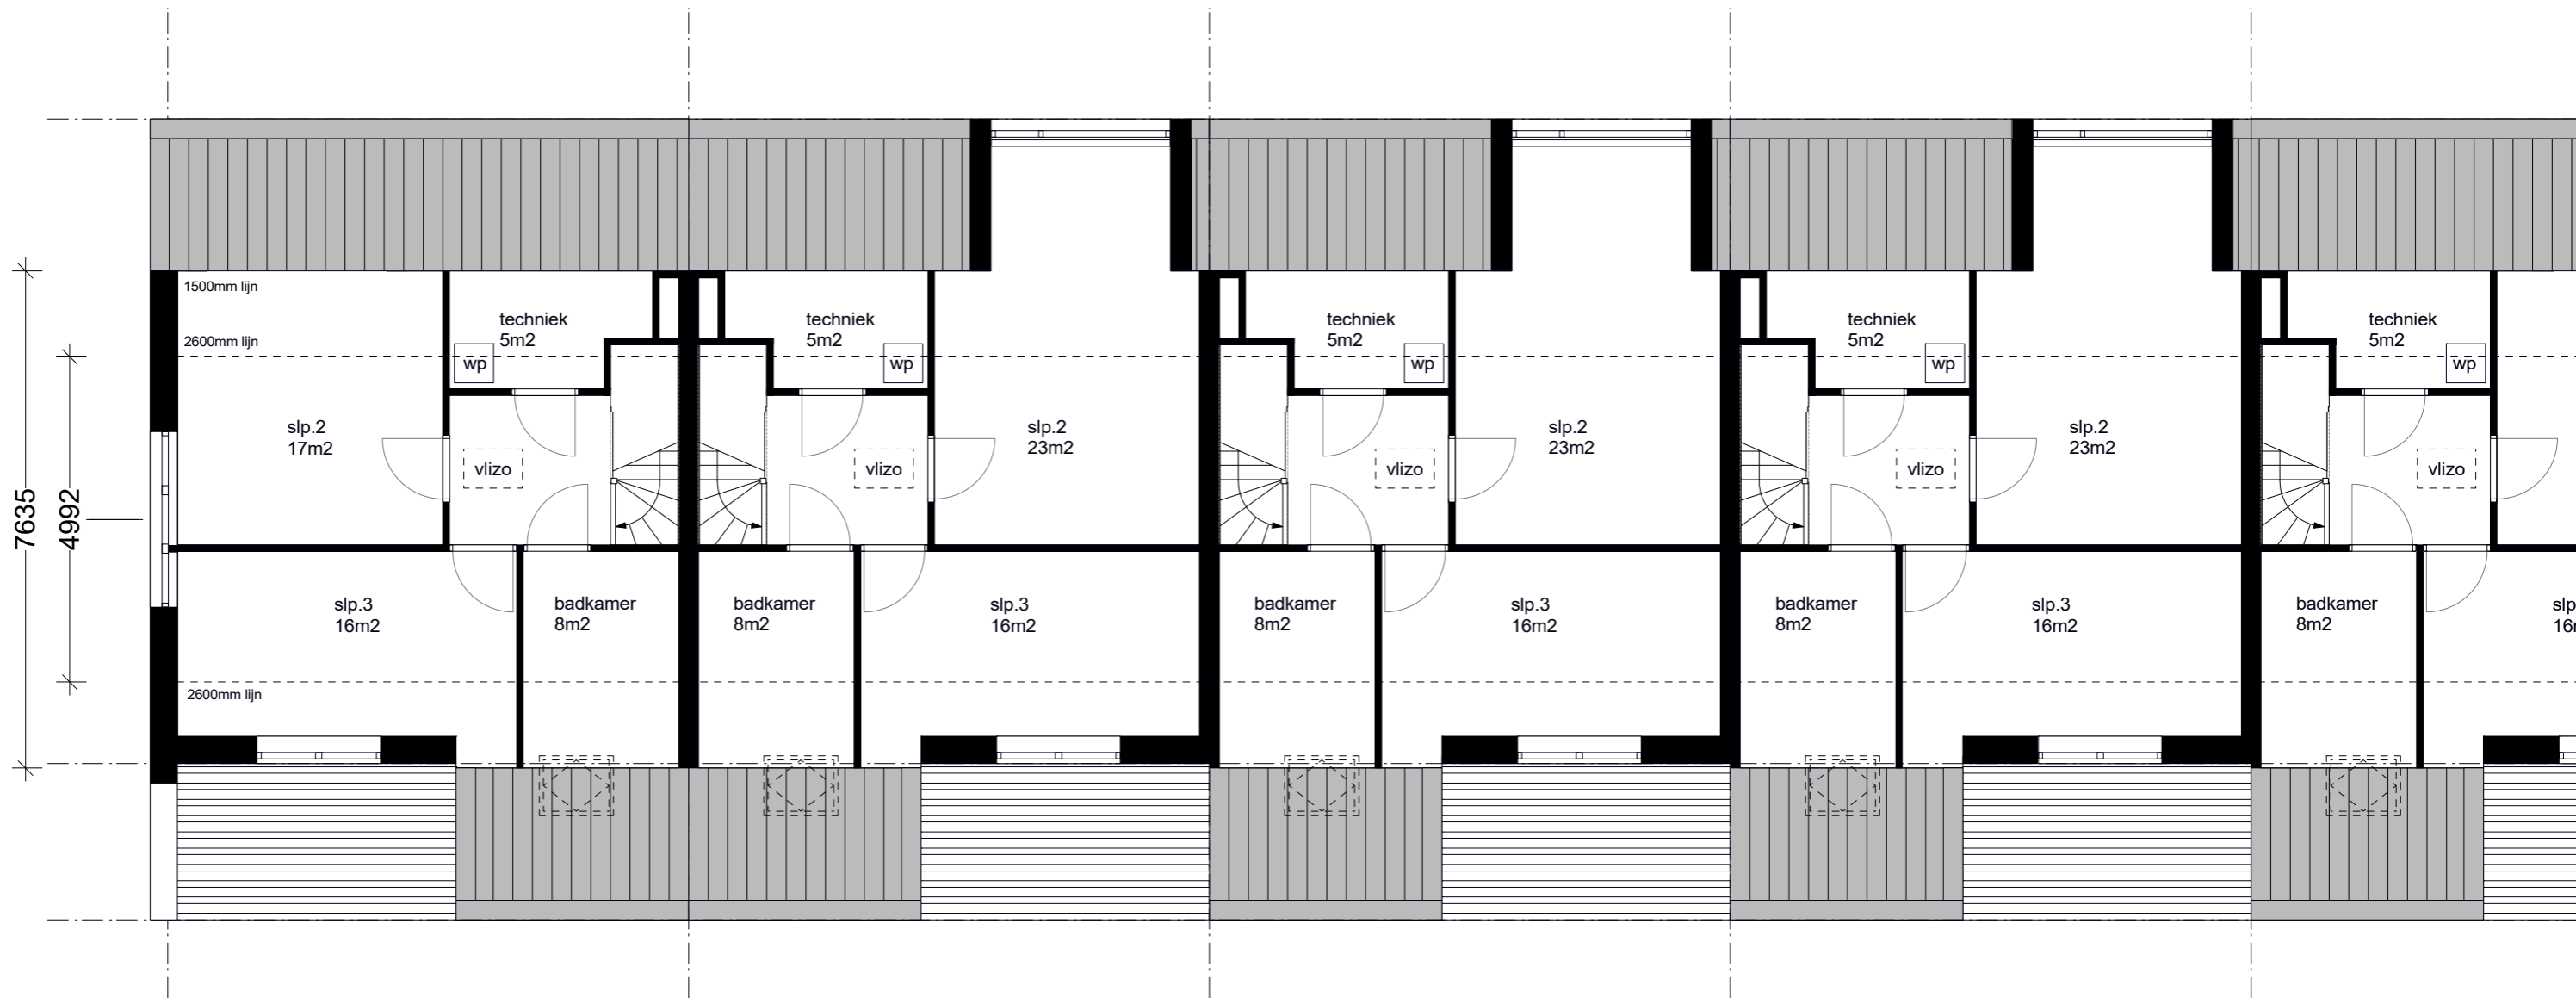 1500mm lijn
2600mm lijn
techniek
5m2
wp
slp.2
17m2
vlizo
slp.3
16m2
badkamer
8m2
2600mm lijn
7635
4992
techniek
5m2
wp
vlizo
slp.2
23m2
badkamer
8m2
slp.3
16m2
techniek
5m2
wp
vlizo
slp.2
23m2
badkamer
8m2
slp.3
16m2
techniek
5m2
wp
vlizo
slp.2
23m2
badkamer
8m2
slp.3
16m2
techniek
5m2
wp
vlizo
badkamer
8m2
slp